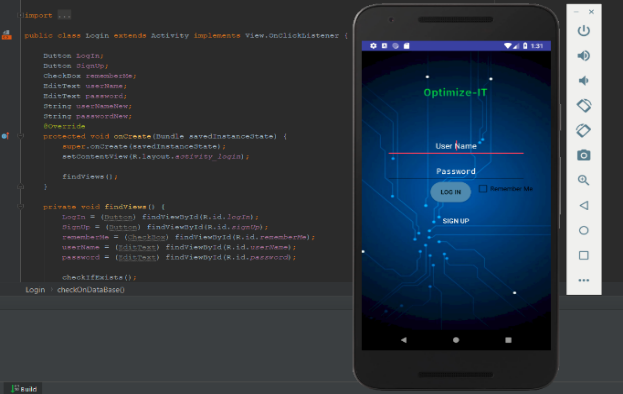 import ...
public class Login extends Activity implements View.OnClickListener {
Button LogIn;
Button SignUp;
CheckBox rememberMe;
EditText userName;
EditText password;
String userNameNew;
String passwordNew;
@Override
protected void onCreate(Bundle savedInstanceState) {
super.onCreate(savedInstanceState);
setContentView(R.layout.activity_login);
findViews();
}
private void findViews() {
LogIn = (Button) findViewById(R.id.logIn);
SignUp = (Button) findViewById(R.id.signUp);
rememberMe = (CheckBox) findViewById(R.id.rememberMe);
userName = (EditText) findViewById(R.id.userName);
password = (EditText) findViewById(R.id.password);
checkIfExists();
Login › checkOnDataBase()
Build
1:31
Optimize-IT
User Name
Password
LOG IN
Remember Me
SIGN UP